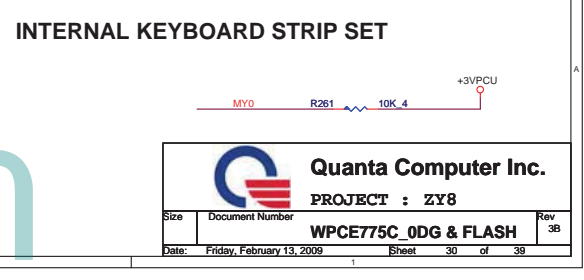 INTERNAL KEYBOARD STRIP SET
A
+3VPCU
MY0 R261 10K_4
Quanta Computer Inc.
PROJECT : ZY8
Size Document Number Rev
WPCE775C_0DG & FLASH 3B
Date: Friday, February 13, 2009 Sheet 30 of 39
1